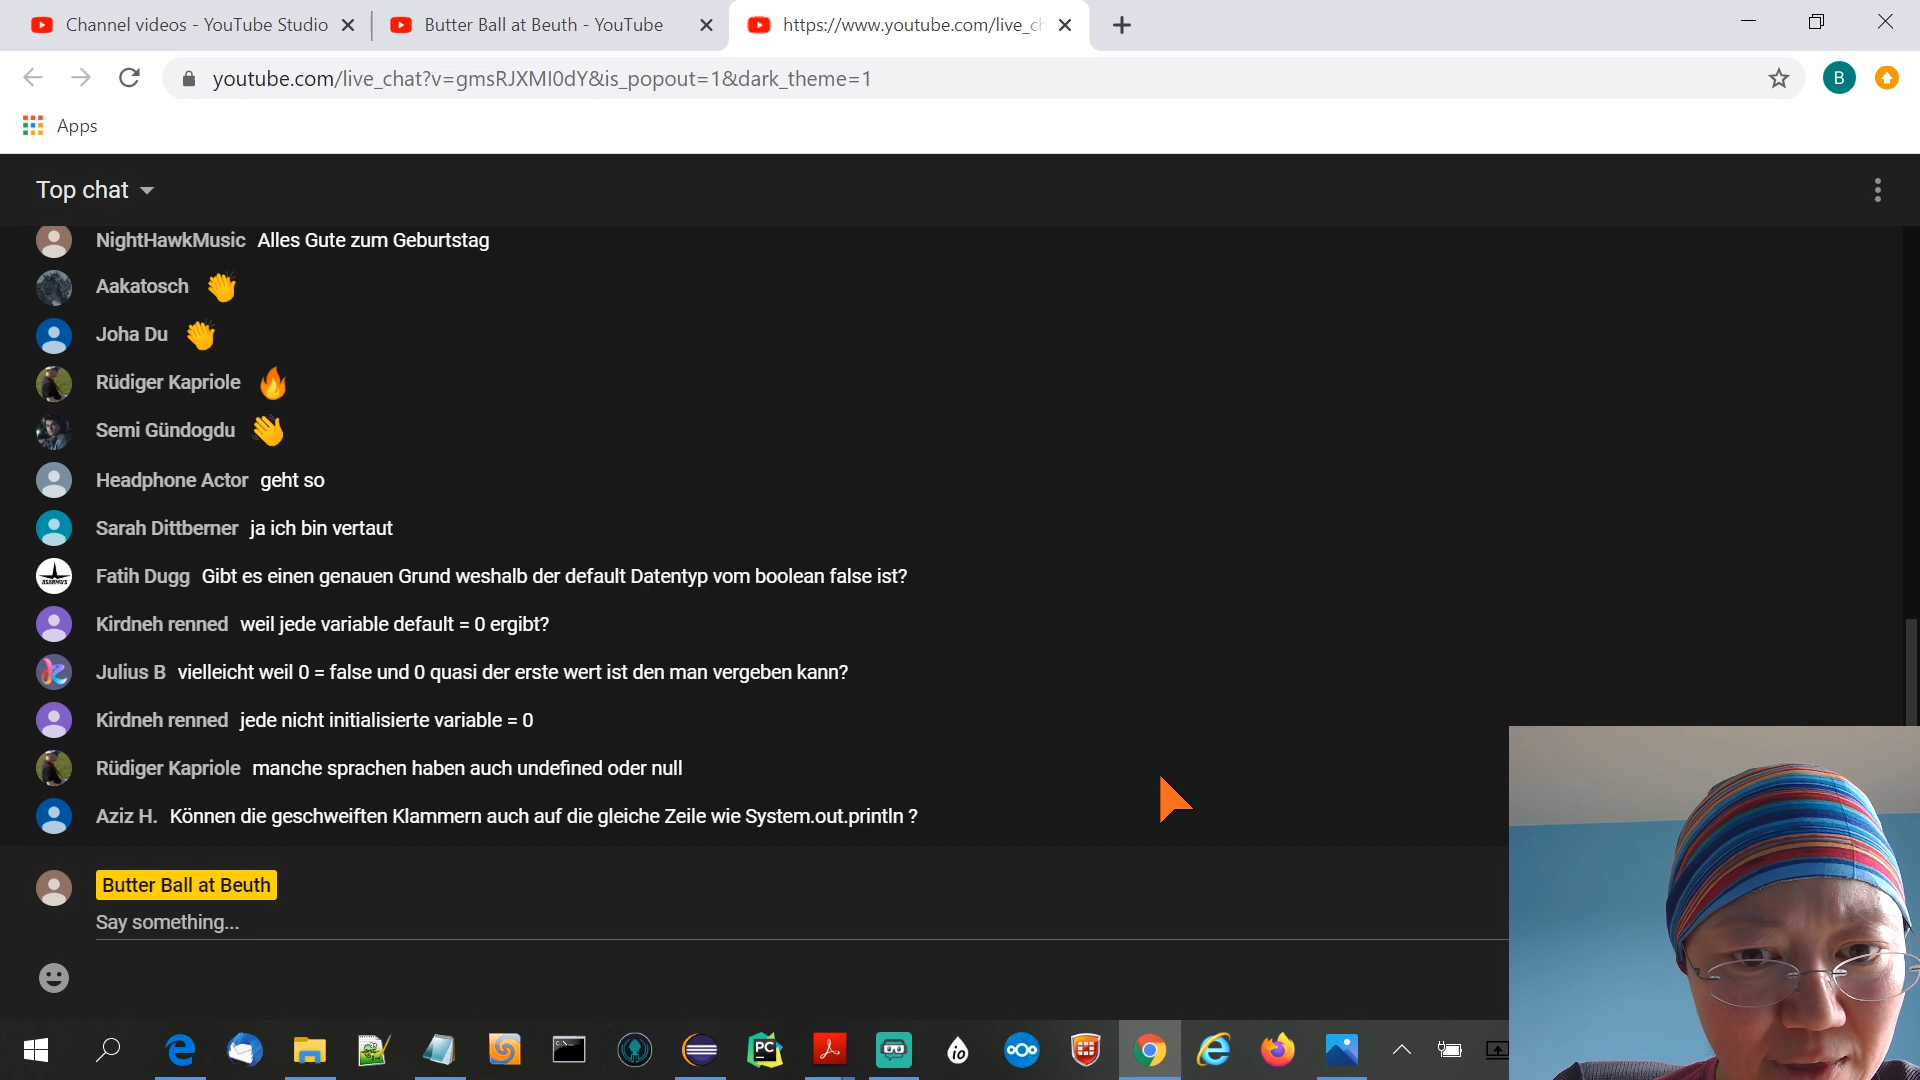 Channel videos - YouTube Studio
Butter Ball at Beuth - YouTube
https://www.youtube.com/live_ch
youtube.com/live_chat?v=gmsRJXMI0dY&is_popout=1&dark_theme=1
B
Apps
Top chat
NightHawkMusic Alles Gute zum Geburtstag
Aakatosch 👏
Joha Du 👏
Rüdiger Kapriole 🔥
Semi Gündogdu 👋
Headphone Actor geht so
Sarah Dittberner ja ich bin vertaut
Fatih Dugg Gibt es einen genauen Grund weshalb der default Datentyp vom boolean false ist?
Kirdneh renned weil jede variable default = 0 ergibt?
Julius B vielleicht weil 0 = false und 0 quasi der erste wert ist den man vergeben kann?
Kirdneh renned jede nicht initialisierte variable = 0
Rüdiger Kapriole manche sprachen haben auch undefined oder null
Aziz H. Können die geschweiften Klammern auch auf die gleiche Zeile wie System.out.println ?
Butter Ball at Beuth
Say something...
PC
io